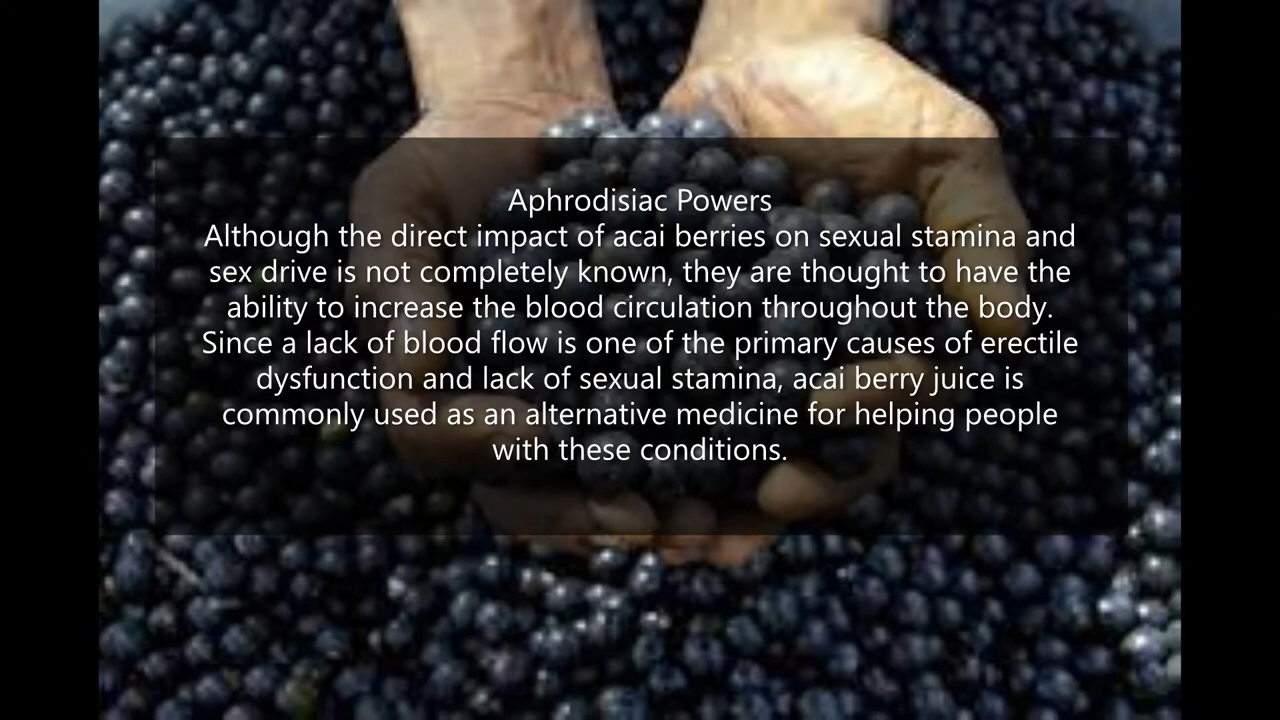 Aphrodisiac Powers
Although the direct impact of acai berries on sexual stamina and
sex drive is not completely known, they are thought to have the
ability to increase the blood circulation throughout the body.
Since a lack of blood flow is one of the primary causes of erectile
dysfunction and lack of sexual stamina, acai berry juice is
commonly used as an alternative medicine for helping people
with these conditions.